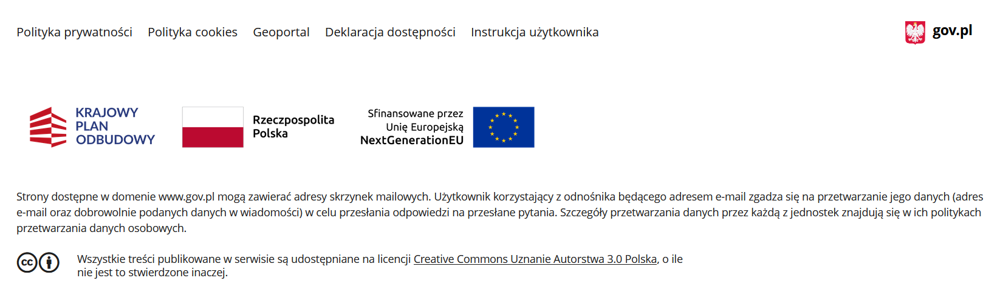 Polityka prywatności Polityka cookies Geoportal Deklaracja dostępności Instrukcja użytkownika
gov.pl
KRAJOWY
PLAN
ODBUDOWY
Rzeczpospolita
Polska
Sfinansowane przez
Unię Europejską
NextGenerationEU
Strony dostępne w domenie www.gov.pl mogą zawierać adresy skrzynek mailowych. Użytkownik korzystający z odnośnika będącego adresem e-mail zgadza się na przetwarzanie jego danych (adres
e-mail oraz dobrowolnie podanych danych w wiadomości) w celu przesłania odpowiedzi na przesłane pytania. Szczegóły przetwarzania danych przez każdą z jednostek znajdują się w ich politykach
przetwarzania danych osobowych.
cc
Wszystkie treści publikowane w serwisie są udostępniane na licencji Creative Commons Uznanie Autorstwa 3.0 Polska, o ile
nie jest to stwierdzone inaczej.